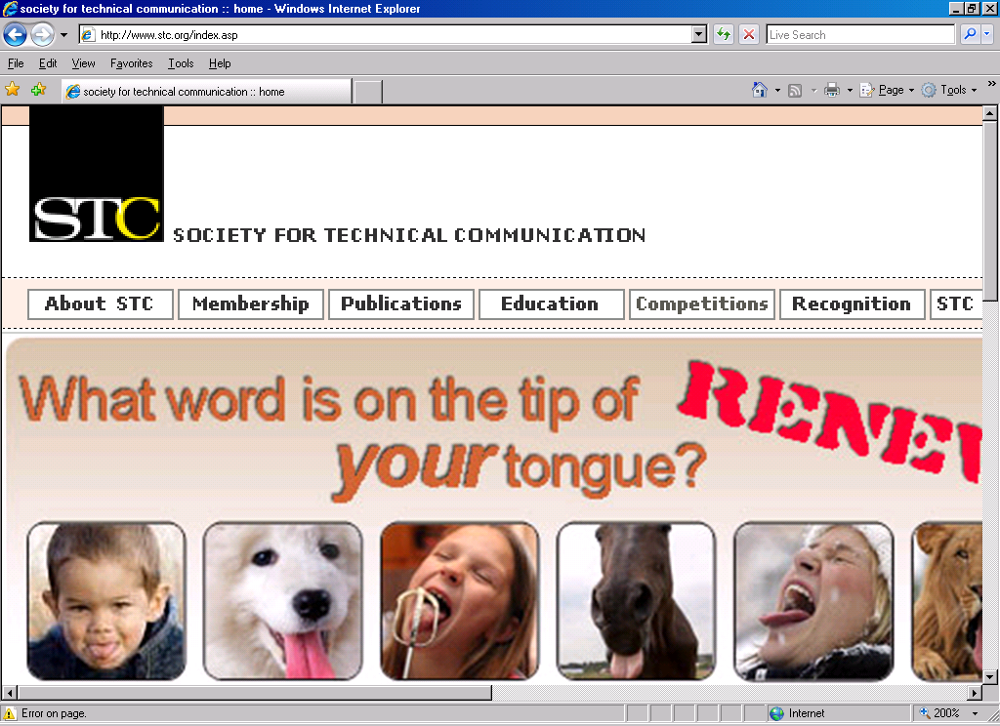 society for technical communication :: home - Windows Internet Explorer
http://www.stc.org/index.asp
Live Search
File Edit View Favorites Tools Help
society for technical communication :: home
Page Tools
STC
SOCIETY FOR TECHNICAL COMMUNICATION
About STC Membership Publications Education Competitions Recognition STC
What word is on the tip of
your tongue?
RENEW
Error on page.
Internet
200%